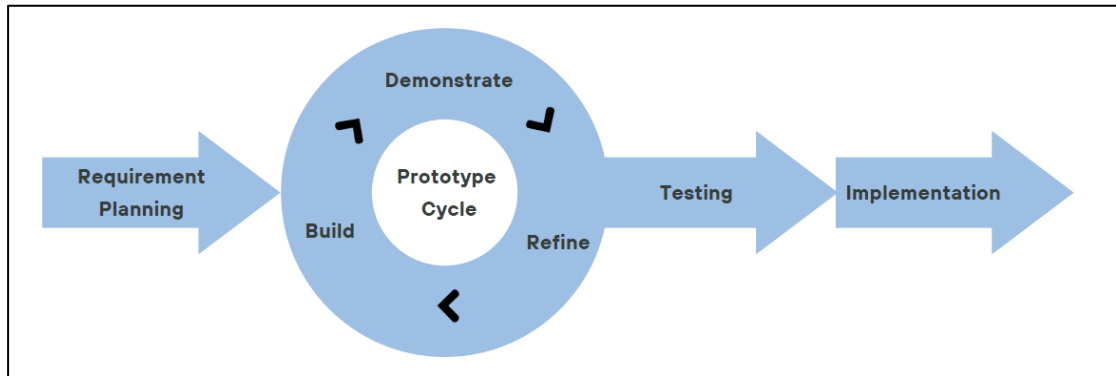 Requirement
Planning
Demonstrate
Build
Prototype
Cycle
Refine
Testing
Implementation